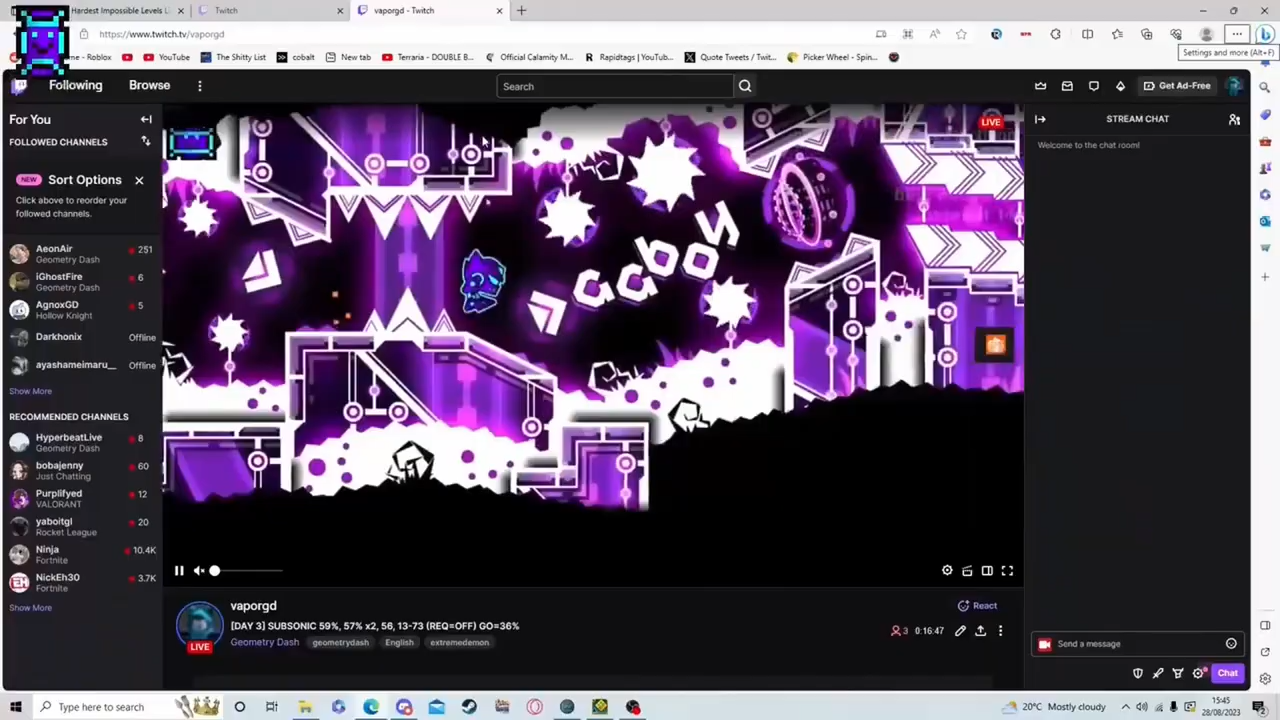 Hardest Impossible Levels L
Twitch
vaporgd - Twitch
https://www.twitch.tv/vaporgd
Settings and more (Alt+F)
me - Roblox
YouTube
The Shitty List
cobalt
New tab
Terraria - DOUBLE B...
Official Calamity M...
Rapidtags | YouTub...
Quote Tweets / Twit...
Picker Wheel - Spin...
Following
Browse
Search
Get Ad-Free
For You
FOLLOWED CHANNELS
NEW Sort Options
Click above to reorder your
followed channels.
AeonAir 251
Geometry Dash
iGhostFire 6
Geometry Dash
AgnoxGD 5
Hollow Knight
Darkhonix Offline
ayashameimaru__ Offline
Show More
RECOMMENDED CHANNELS
HyperbeatLive 8
Geometry Dash
bobajenny 60
Just Chatting
Purplifyed 12
VALORANT
yaboitgl 20
Rocket League
Ninja 10.4K
Fortnite
NickEh30 3.7K
Fortnite
Show More
LIVE
Gabon
STREAM CHAT
Welcome to the chat room!
vaporgd
React
[DAY 3] SUBSONIC 59%, 57% x2, 56, 13-73 (REQ=OFF) GO=36%
3 0:16:47
Geometry Dash
geometrydash
English
extremedemon
LIVE
Send a message
Chat
Type here to search
20°C Mostly cloudy
15:45
28/08/2023
2